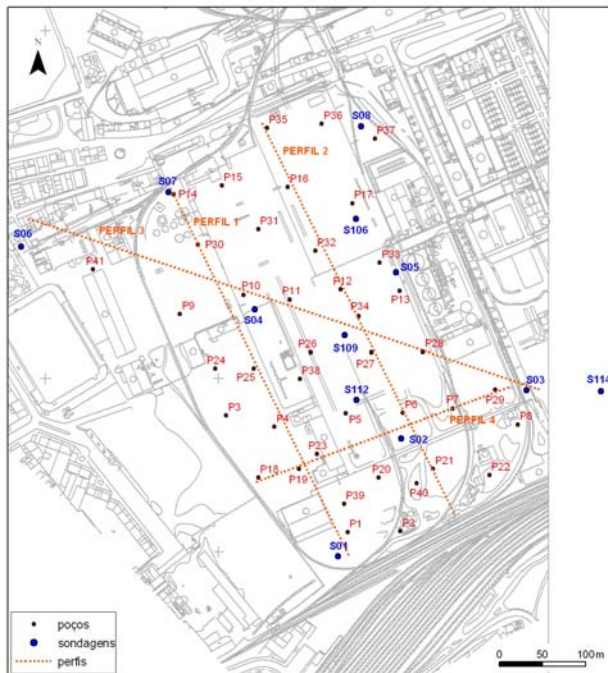 N
P35
P36
S08
P37
PERFIL 2
S07
P14
P15
P16
P17
PERFIL 1
S106
S06
PERFIL 3
P31
P30
P32
P41
P33
S05
P10
P11
P12
P13
P9
S04
P34
S109
P26
P27
P28
P24
P25
P38
S112
P29
S03
S114
P3
P4
P5
P6
P7
PERFIL 4
P8
S02
P23
P18
P19
P20
P21
P22
P40
P39
P1
P2
S01
poços
sondagens
perfis
0 50 100 m